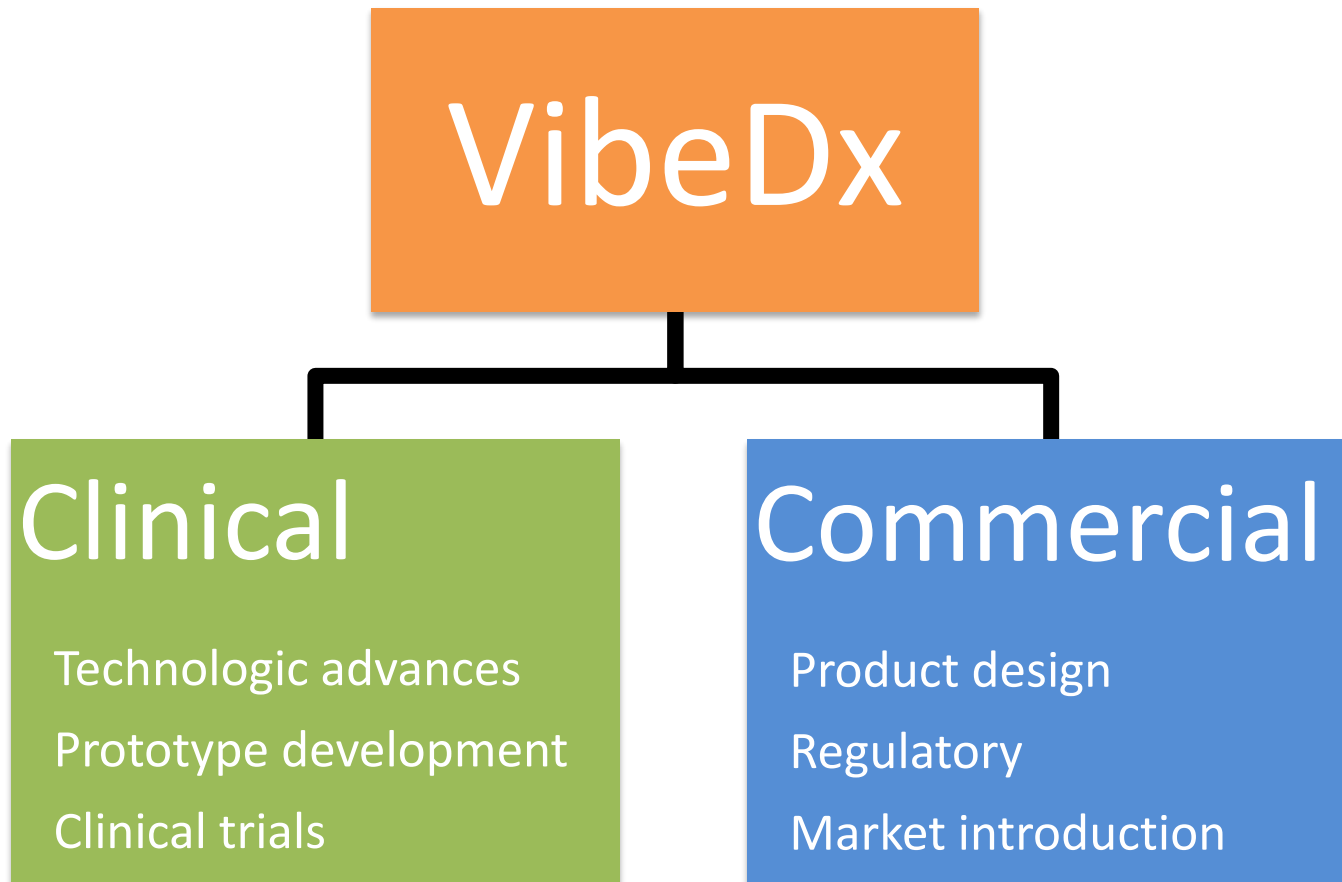 VibeDx
Clinical
Technologic advances
Prototype development
Clinical trials
Commercial
Product design
Regulatory
Market introduction